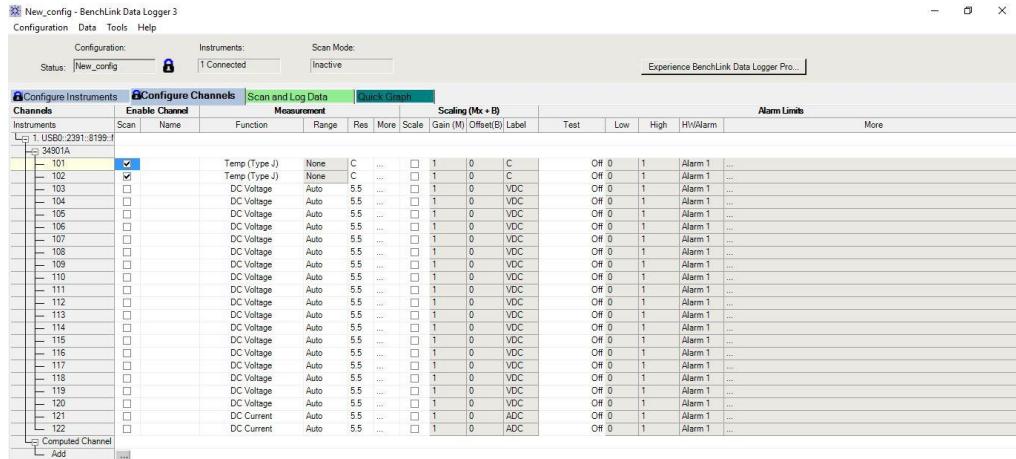 New_config - BenchLink Data Logger 3
Configuration Data Tools Help
Configuration: Instruments: Scan Mode:
Status: New_config 1 Connected Inactive Experience BenchLink Data Logger Pro...
Configure Instruments Configure Channels Scan and Log Data Quick Graph
Channels Enable Channel Measurement Scaling (Mx + B) Alarm Limits
Instruments Scan Name Function Range Res More Scale Gain (M) Offset(B) Label Test Low High HWAlarm More
1. USB0::2391::8199::
34901A
101 Temp (Type J) None C ... 1 0 C Off 0 1 Alarm 1 ...
102 Temp (Type J) None C ... 1 0 C Off 0 1 Alarm 1 ...
103 DC Voltage Auto 5.5 ... 1 0 VDC Off 0 1 Alarm 1 ...
104 DC Voltage Auto 5.5 ... 1 0 VDC Off 0 1 Alarm 1 ...
105 DC Voltage Auto 5.5 ... 1 0 VDC Off 0 1 Alarm 1 ...
106 DC Voltage Auto 5.5 ... 1 0 VDC Off 0 1 Alarm 1 ...
107 DC Voltage Auto 5.5 ... 1 0 VDC Off 0 1 Alarm 1 ...
108 DC Voltage Auto 5.5 ... 1 0 VDC Off 0 1 Alarm 1 ...
109 DC Voltage Auto 5.5 ... 1 0 VDC Off 0 1 Alarm 1 ...
110 DC Voltage Auto 5.5 ... 1 0 VDC Off 0 1 Alarm 1 ...
111 DC Voltage Auto 5.5 ... 1 0 VDC Off 0 1 Alarm 1 ...
112 DC Voltage Auto 5.5 ... 1 0 VDC Off 0 1 Alarm 1 ...
113 DC Voltage Auto 5.5 ... 1 0 VDC Off 0 1 Alarm 1 ...
114 DC Voltage Auto 5.5 ... 1 0 VDC Off 0 1 Alarm 1 ...
115 DC Voltage Auto 5.5 ... 1 0 VDC Off 0 1 Alarm 1 ...
116 DC Voltage Auto 5.5 ... 1 0 VDC Off 0 1 Alarm 1 ...
117 DC Voltage Auto 5.5 ... 1 0 VDC Off 0 1 Alarm 1 ...
118 DC Voltage Auto 5.5 ... 1 0 VDC Off 0 1 Alarm 1 ...
119 DC Voltage Auto 5.5 ... 1 0 VDC Off 0 1 Alarm 1 ...
120 DC Voltage Auto 5.5 ... 1 0 VDC Off 0 1 Alarm 1 ...
121 DC Current Auto 5.5 ... 1 0 ADC Off 0 1 Alarm 1 ...
122 DC Current Auto 5.5 ... 1 0 ADC Off 0 1 Alarm 1 ...
Computed Channel
Add ...